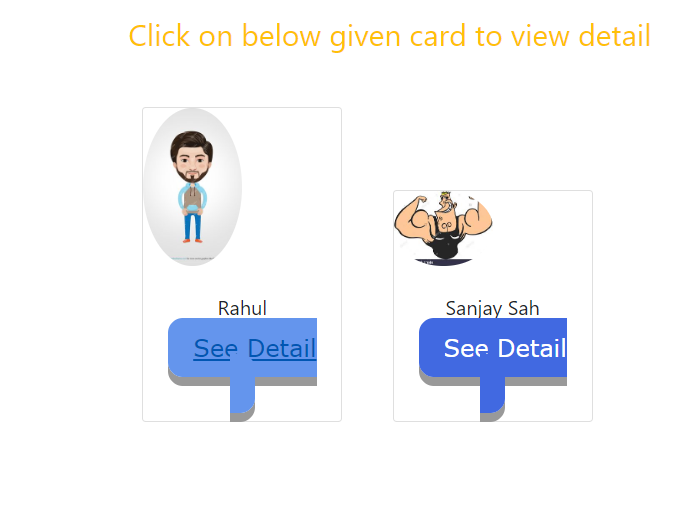 Click on below given card to view detail
Rahul
Sanjay Sah
See Detail
See Detail